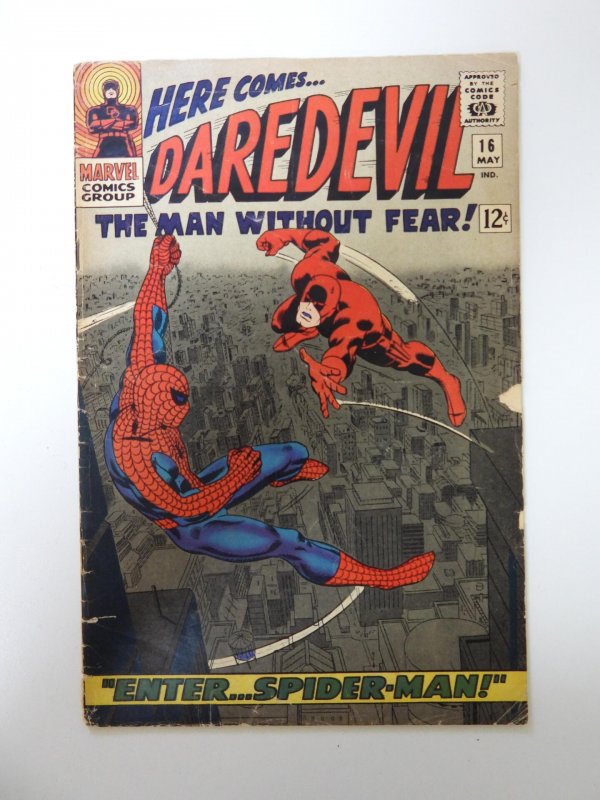 HERE COMES...
DAREDEVIL
THE MAN WITHOUT FEAR!
MARVEL
COMICS
GROUP
APPROVED
BY THE
COMICS
CODE
AUTHORITY
16
MAY
IND.
12¢
"ENTER...SPIDER-MAN!"